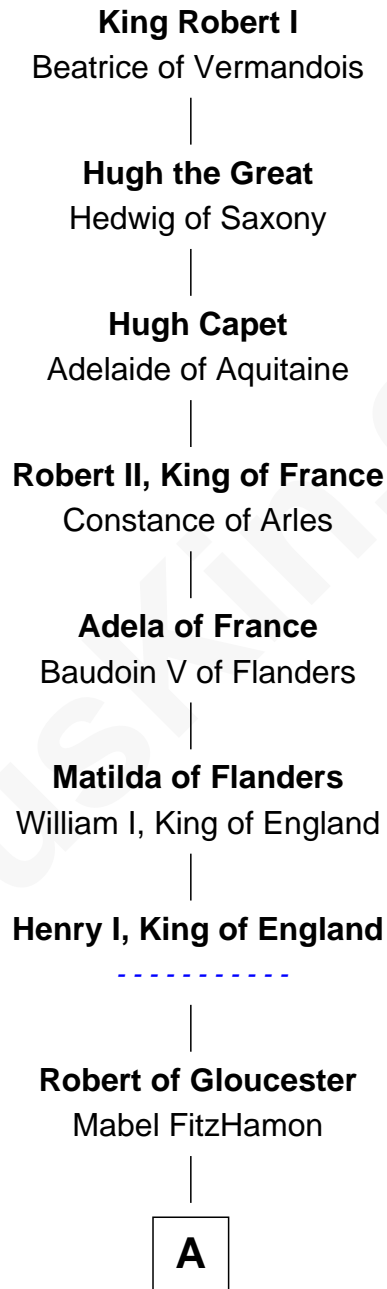 King Robert I
Beatrice of Vermandois
Hugh the Great
Hedwig of Saxony
Hugh Capet
Adelaide of Aquitaine
Robert II, King of France
Constance of Arles
Adela of France
Baudoin V of Flanders
Matilda of Flanders
William I, King of England
Henry I, King of England
- - - - - - - - - - -
Robert of Gloucester
Mabel FitzHamon
A